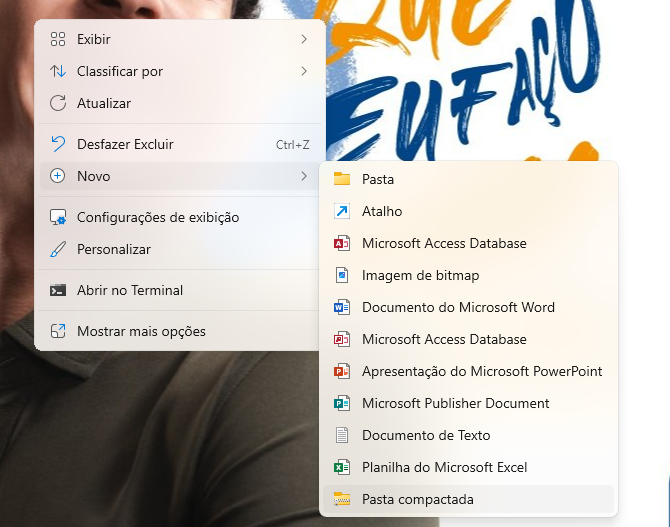 QUE
EU FAÇO
Exibir
Classificar por
Atualizar
Desfazer Excluir Ctrl+Z
Novo
Configurações de exibição
Personalizar
Abrir no Terminal
Mostrar mais opções
Pasta
Atalho
Microsoft Access Database
Imagem de bitmap
Documento do Microsoft Word
Microsoft Access Database
Apresentação do Microsoft PowerPoint
Microsoft Publisher Document
Documento de Texto
Planilha do Microsoft Excel
Pasta compactada